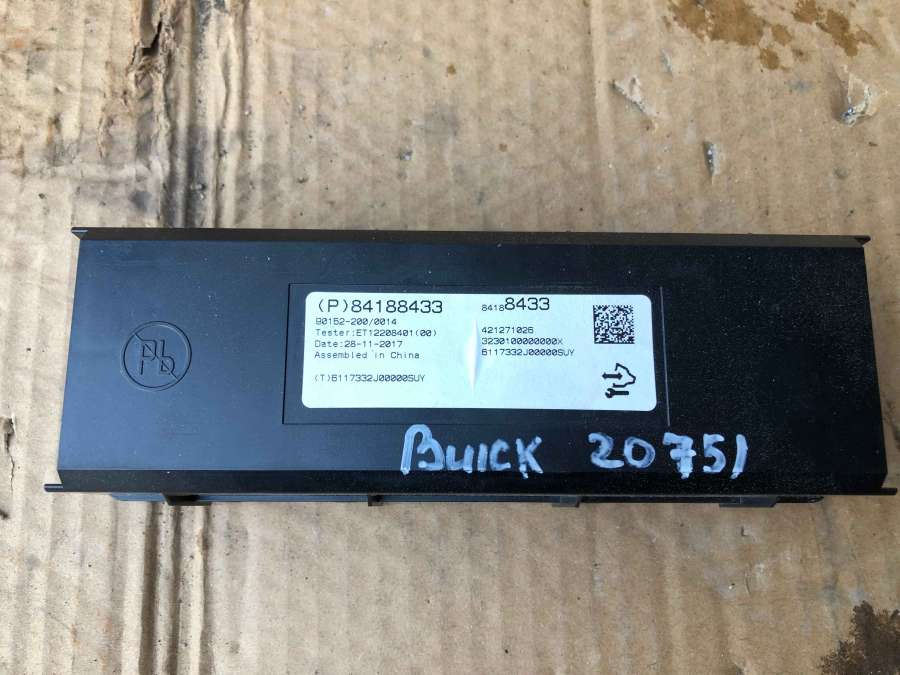 Pb
(P)84188433
84188433
90152-200/0014
Tester:ET12208401(00)
Date:28-11-2017
Assembled in China
(T)6117332J00000SUY
421271026
3230100000000X
6117332J00000SUY
BUICK 20751